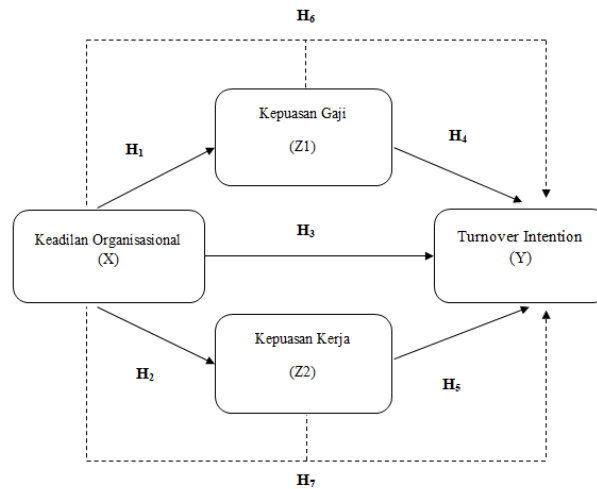 H₆
Kepuasan Gaji
(Z1)
H₁
H₄
Keadilan Organisasional
(X)
H₃
Turnover Intention
(Y)
Kepuasan Kerja
(Z2)
H₂
H₅
H₇